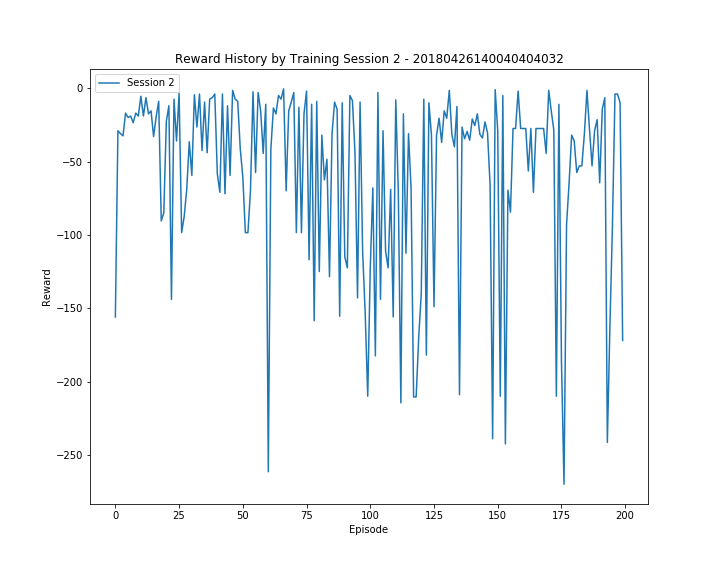 Reward History by Training Session 2 - 20180426140040404032
Session 2
0
−50
−100
−150
−200
−250
Reward
0 25 50 75 100 125 150 175 200
Episode